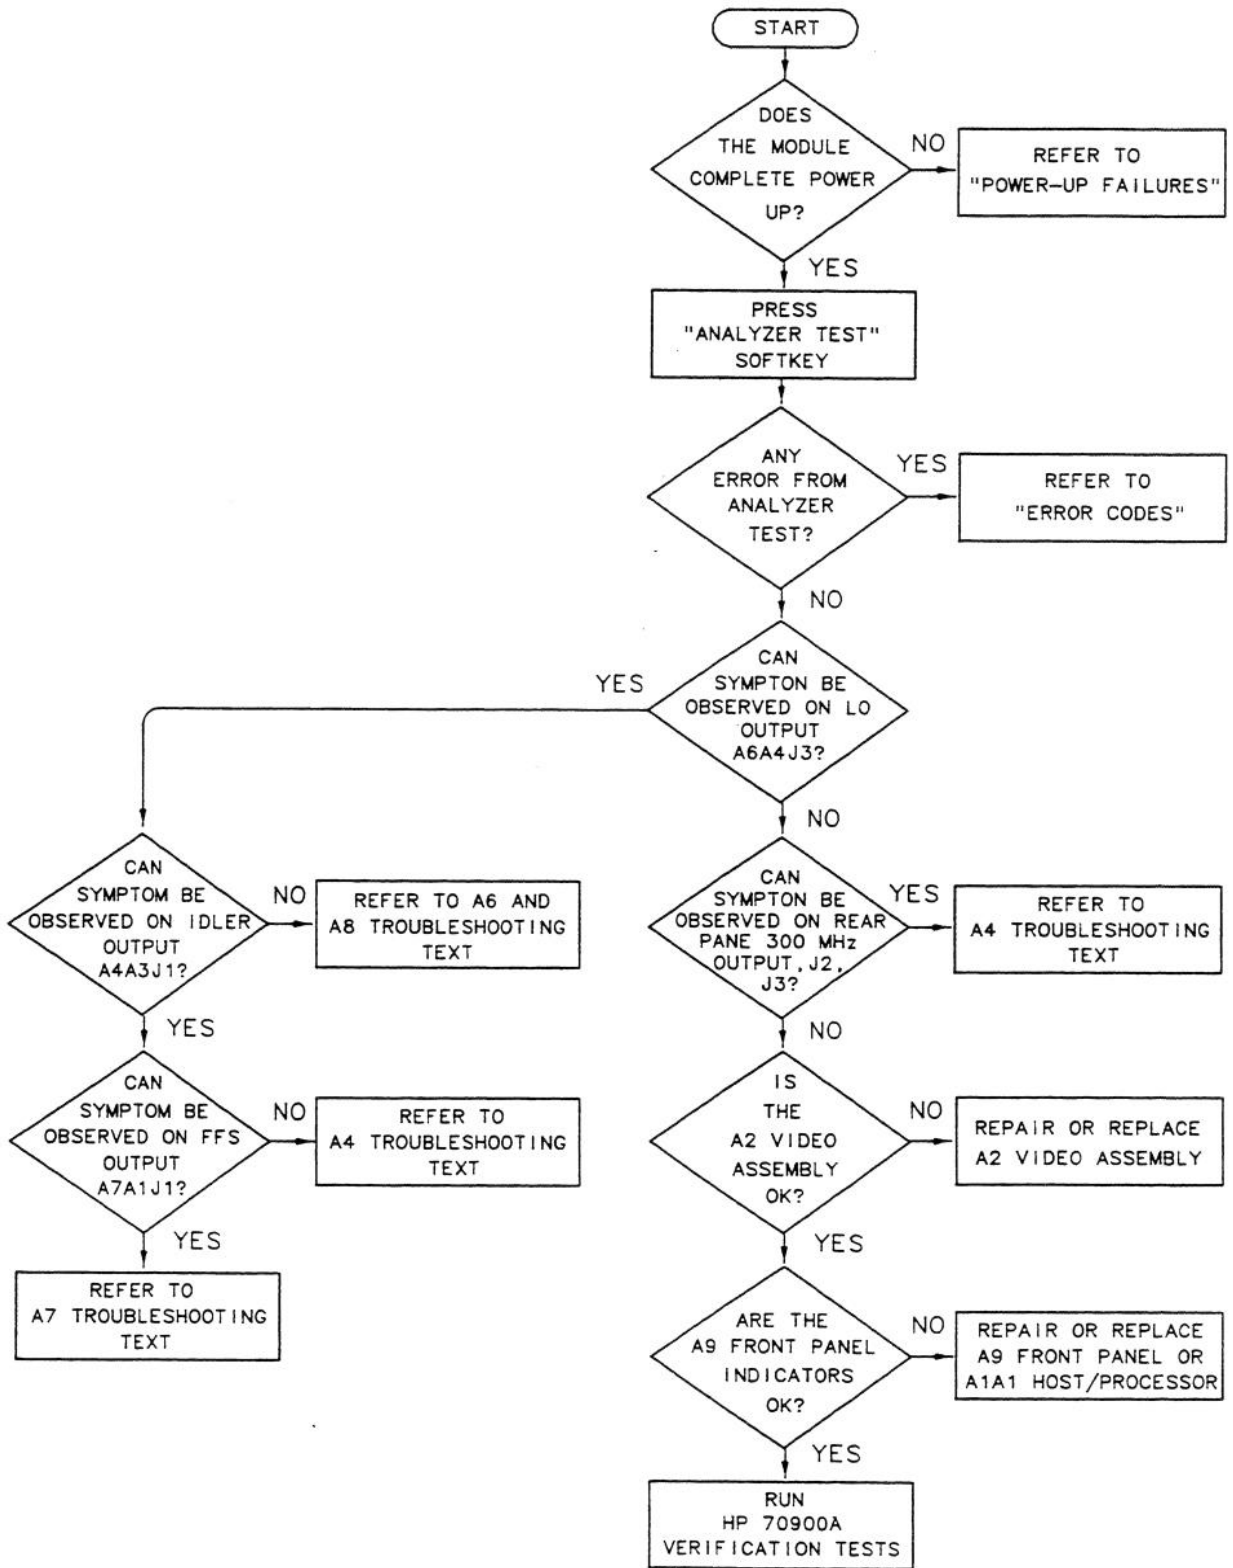 START
DOES
THE MODULE
COMPLETE POWER
UP?
NO
REFER TO
"POWER-UP FAILURES"
YES
PRESS
"ANALYZER TEST"
SOFTKEY
ANY
ERROR FROM
ANALYZER
TEST?
YES
REFER TO
"ERROR CODES"
NO
CAN
SYMPTON BE
OBSERVED ON LO
OUTPUT
A6A4J3?
YES
NO
CAN
SYMPTOM BE
OBSERVED ON IDLER
OUTPUT
A4A3J1?
NO
REFER TO A6 AND
A8 TROUBLESHOOTING
TEXT
YES
CAN
SYMPTOM BE
OBSERVED ON FFS
OUTPUT
A7A1J1?
NO
REFER TO
A4 TROUBLESHOOTING
TEXT
YES
REFER TO
A7 TROUBLESHOOTING
TEXT
CAN
SYMPTON BE
OBSERVED ON REAR
PANE 300 MHz
OUTPUT, J2,
J3?
YES
REFER TO
A4 TROUBLESHOOTING
TEXT
NO
IS
THE
A2 VIDEO
ASSEMBLY
OK?
NO
REPAIR OR REPLACE
A2 VIDEO ASSEMBLY
YES
ARE THE
A9 FRONT PANEL
INDICATORS
OK?
NO
REPAIR OR REPLACE
A9 FRONT PANEL OR
A1A1 HOST/PROCESSOR
YES
RUN
HP 70900A
VERIFICATION TESTS